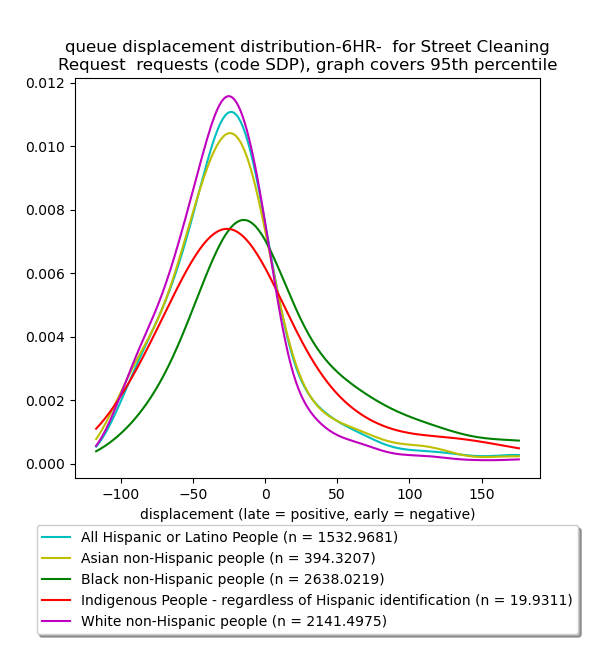 queue displacement distribution-6HR-  for Street Cleaning
Request  requests (code SDP), graph covers 95th percentile
0.012
0.010
0.008
0.006
0.004
0.002
0.000
−100 −50 0 50 100 150
displacement (late = positive, early = negative)
All Hispanic or Latino People (n = 1532.9681)
Asian non-Hispanic people (n = 394.3207)
Black non-Hispanic people (n = 2638.0219)
Indigenous People - regardless of Hispanic identification (n = 19.9311)
White non-Hispanic people (n = 2141.4975)